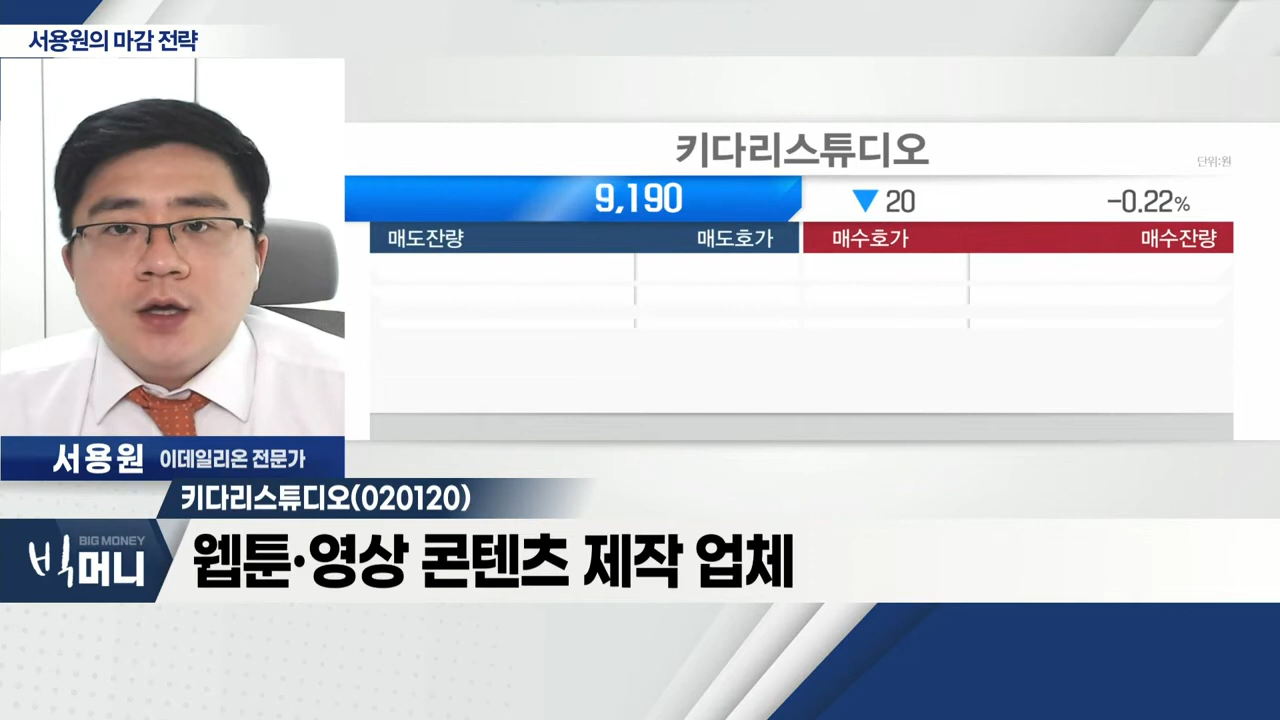 서용원의 마감 전략
키다리스튜디오
단위:원
9,190 ▼ 20 -0.22%
매도잔량 매도호가 매수호가 매수잔량
서용원 이데일리온 전문가
키다리스튜디오(020120)
BIG MONEY
빅머니
웹툰·영상 콘텐츠 제작 업체